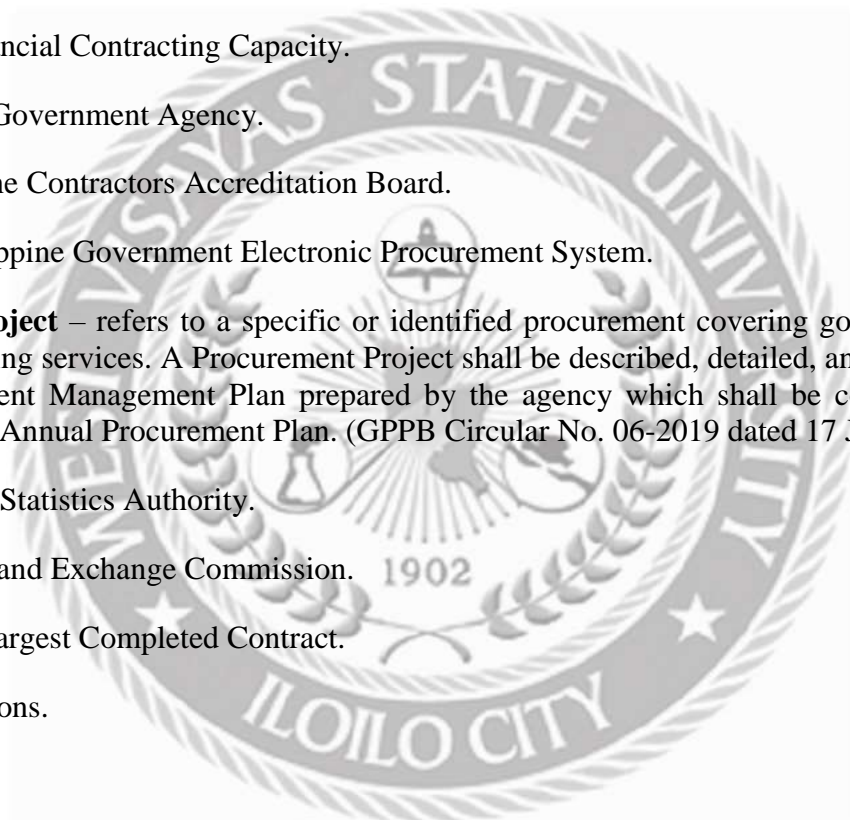 ncial Contracting Capacity.
Government Agency.
ne Contractors Accreditation Board.
ppine Government Electronic Procurement System.
oject – refers to a specific or identified procurement covering go
ng services. A Procurement Project shall be described, detailed, an
ent Management Plan prepared by the agency which shall be c
Annual Procurement Plan. (GPPB Circular No. 06-2019 dated 17 J
Statistics Authority.
and Exchange Commission.
argest Completed Contract.
ons.
WEST VISAYAS STATE UNIVERSITY
1902
ILOILO CITY